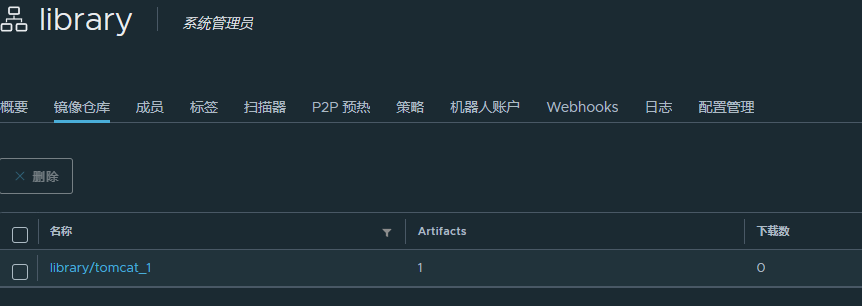 library 系统管理员
概要 镜像仓库 成员 标签 扫描器 P2P 预热 策略 机器人账户 Webhooks 日志 配置管理
× 删除
名称 Artifacts 下载数
library/tomcat_1 1 0